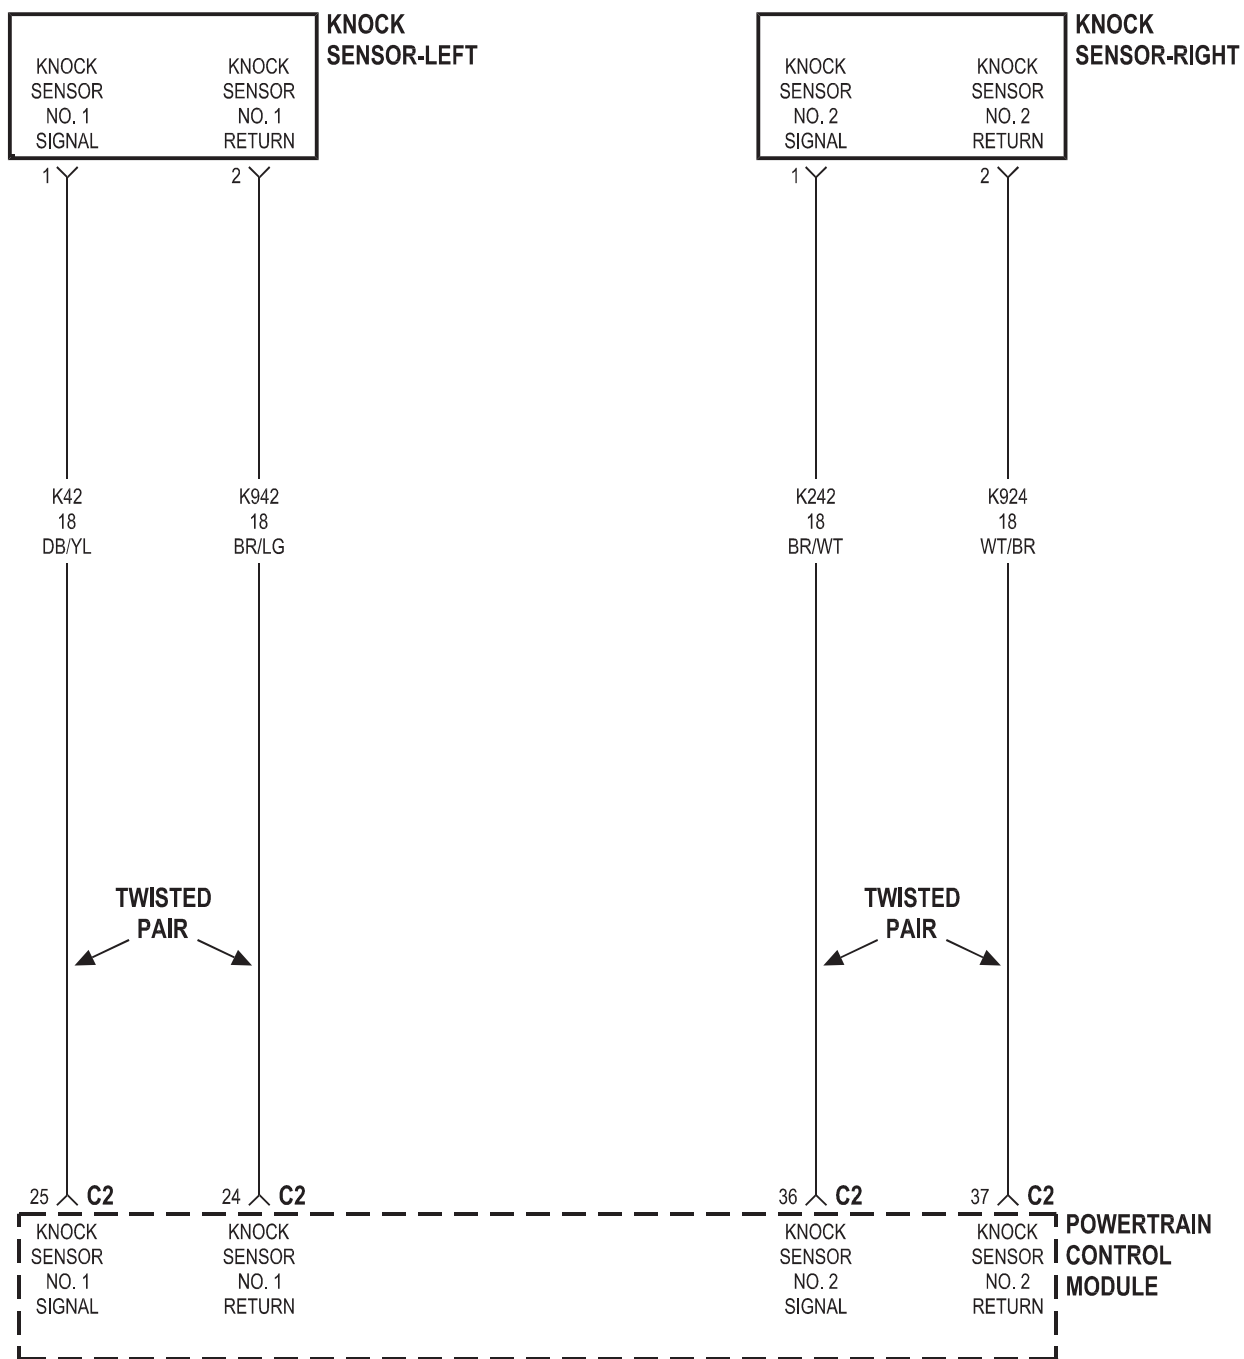 KNOCK
SENSOR-LEFT
KNOCK
SENSOR
NO. 1
SIGNAL
KNOCK
SENSOR
NO. 1
RETURN
1
2
KNOCK
SENSOR-RIGHT
KNOCK
SENSOR
NO. 2
SIGNAL
KNOCK
SENSOR
NO. 2
RETURN
1
2
K42
18
DB/YL
K942
18
BR/LG
K242
18
BR/WT
K924
18
WT/BR
TWISTED
PAIR
TWISTED
PAIR
25 C2
24 C2
36 C2
37 C2
KNOCK
SENSOR
NO. 1
SIGNAL
KNOCK
SENSOR
NO. 1
RETURN
KNOCK
SENSOR
NO. 2
SIGNAL
KNOCK
SENSOR
NO. 2
RETURN
POWERTRAIN
CONTROL
MODULE